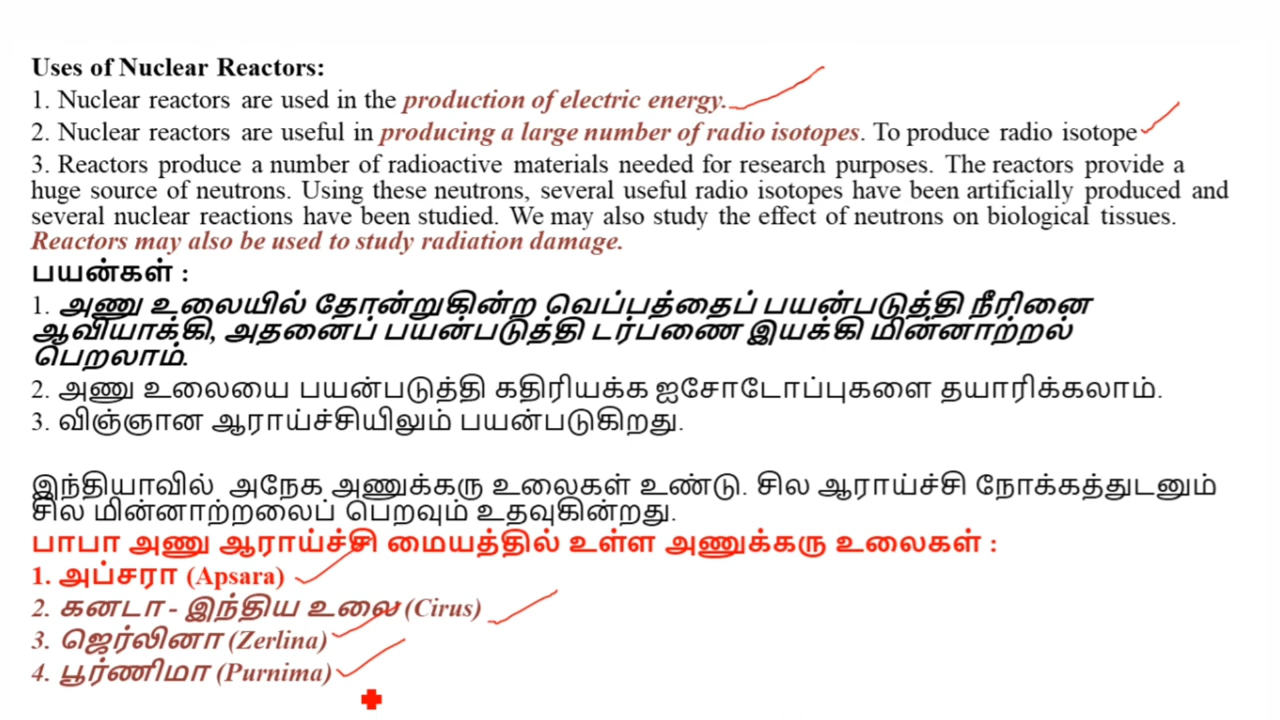 Uses of Nuclear Reactors:
1. Nuclear reactors are used in the production of electric energy.
2. Nuclear reactors are useful in producing a large number of radio isotopes. To produce radio isotope
3. Reactors produce a number of radioactive materials needed for research purposes. The reactors provide a
huge source of neutrons. Using these neutrons, several useful radio isotopes have been artificially produced and
several nuclear reactions have been studied. We may also study the effect of neutrons on biological tissues.
Reactors may also be used to study radiation damage.
பயன்கள் :
1. அணு உலையில் தோன்றுகின்ற வெப்பத்தைப் பயன்படுத்தி நீரினை
ஆவியாக்கி, அதனைப் பயன்படுத்தி டர்பணை இயக்கி மின்னாற்றல்
பெறலாம்.
2. அணு உலையை பயன்படுத்தி கதிரியக்க ஐசோடோப்புகளை தயாரிக்கலாம்.
3. விஞ்ஞான ஆராய்ச்சியிலும் பயன்படுகிறது.
இந்தியாவில் அநேக அணுக்கரு உலைகள் உண்டு. சில ஆராய்ச்சி நோக்கத்துடனும்
சில மின்னாற்றலைப் பெறவும் உதவுகின்றது.
பாபா அணு ஆராய்ச்சி மையத்தில் உள்ள அணுக்கரு உலைகள் :
1. அப்சரா (Apsara)
2. கனடா - இந்திய உலை (Cirus)
3. ஜெர்லினா (Zerlina)
4. பூர்ணிமா (Purnima)